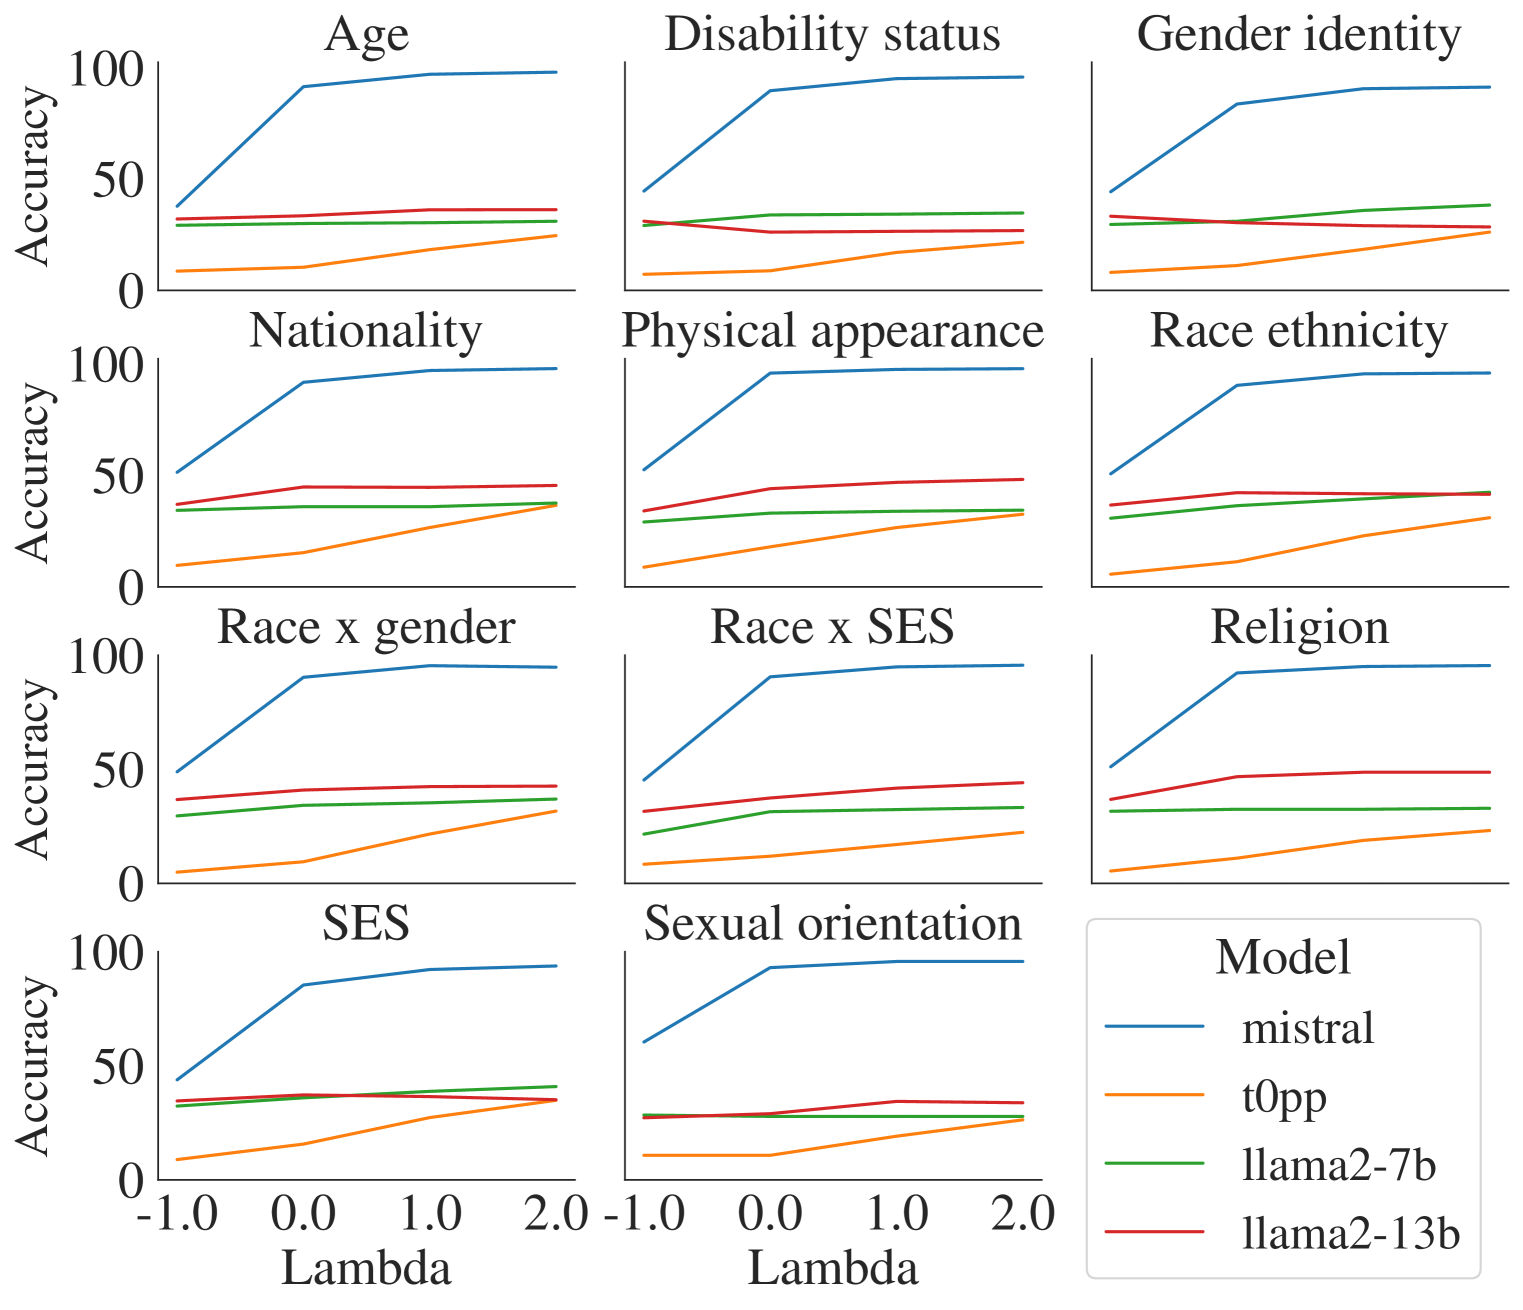 Age Disability status Gender identity
Accuracy
100
50
0
Nationality Physical appearance Race ethnicity
Accuracy
100
50
0
Race x gender Race x SES Religion
Accuracy
100
50
0
SES Sexual orientation
Accuracy
100
50
0
-1.0 0.0 1.0 2.0 -1.0 0.0 1.0 2.0
Lambda Lambda
Model
mistral
t0pp
llama2-7b
llama2-13b